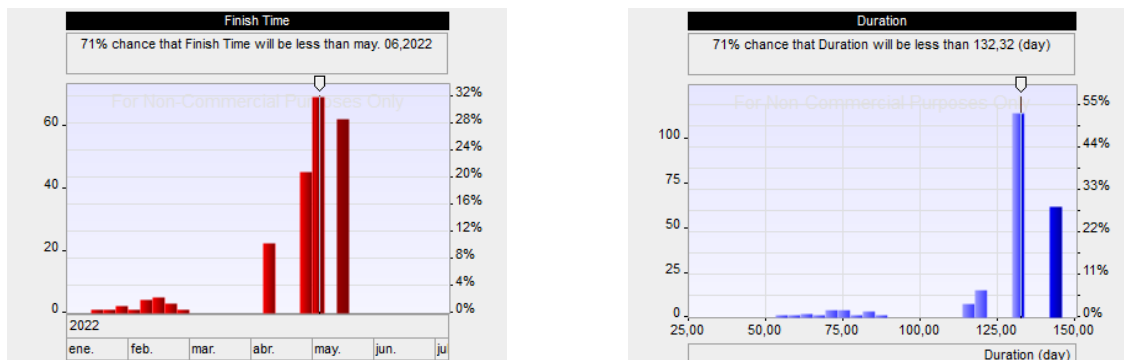 Finish Time
71% chance that Finish Time will be less than may. 06,2022
For Non-Commercial Purposes Only
32%
28%
24%
20%
16%
12%
8%
4%
0%
60
40
20
0
2022
ene. feb. mar. abr. may. jun. ju
Duration
71% chance that Duration will be less than 132,32 (day)
For Non-Commercial Purposes Only
55%
44%
33%
22%
11%
0%
100
75
50
25
0
25,00 50,00 75,00 100,00 125,00 150,00
Duration (day)